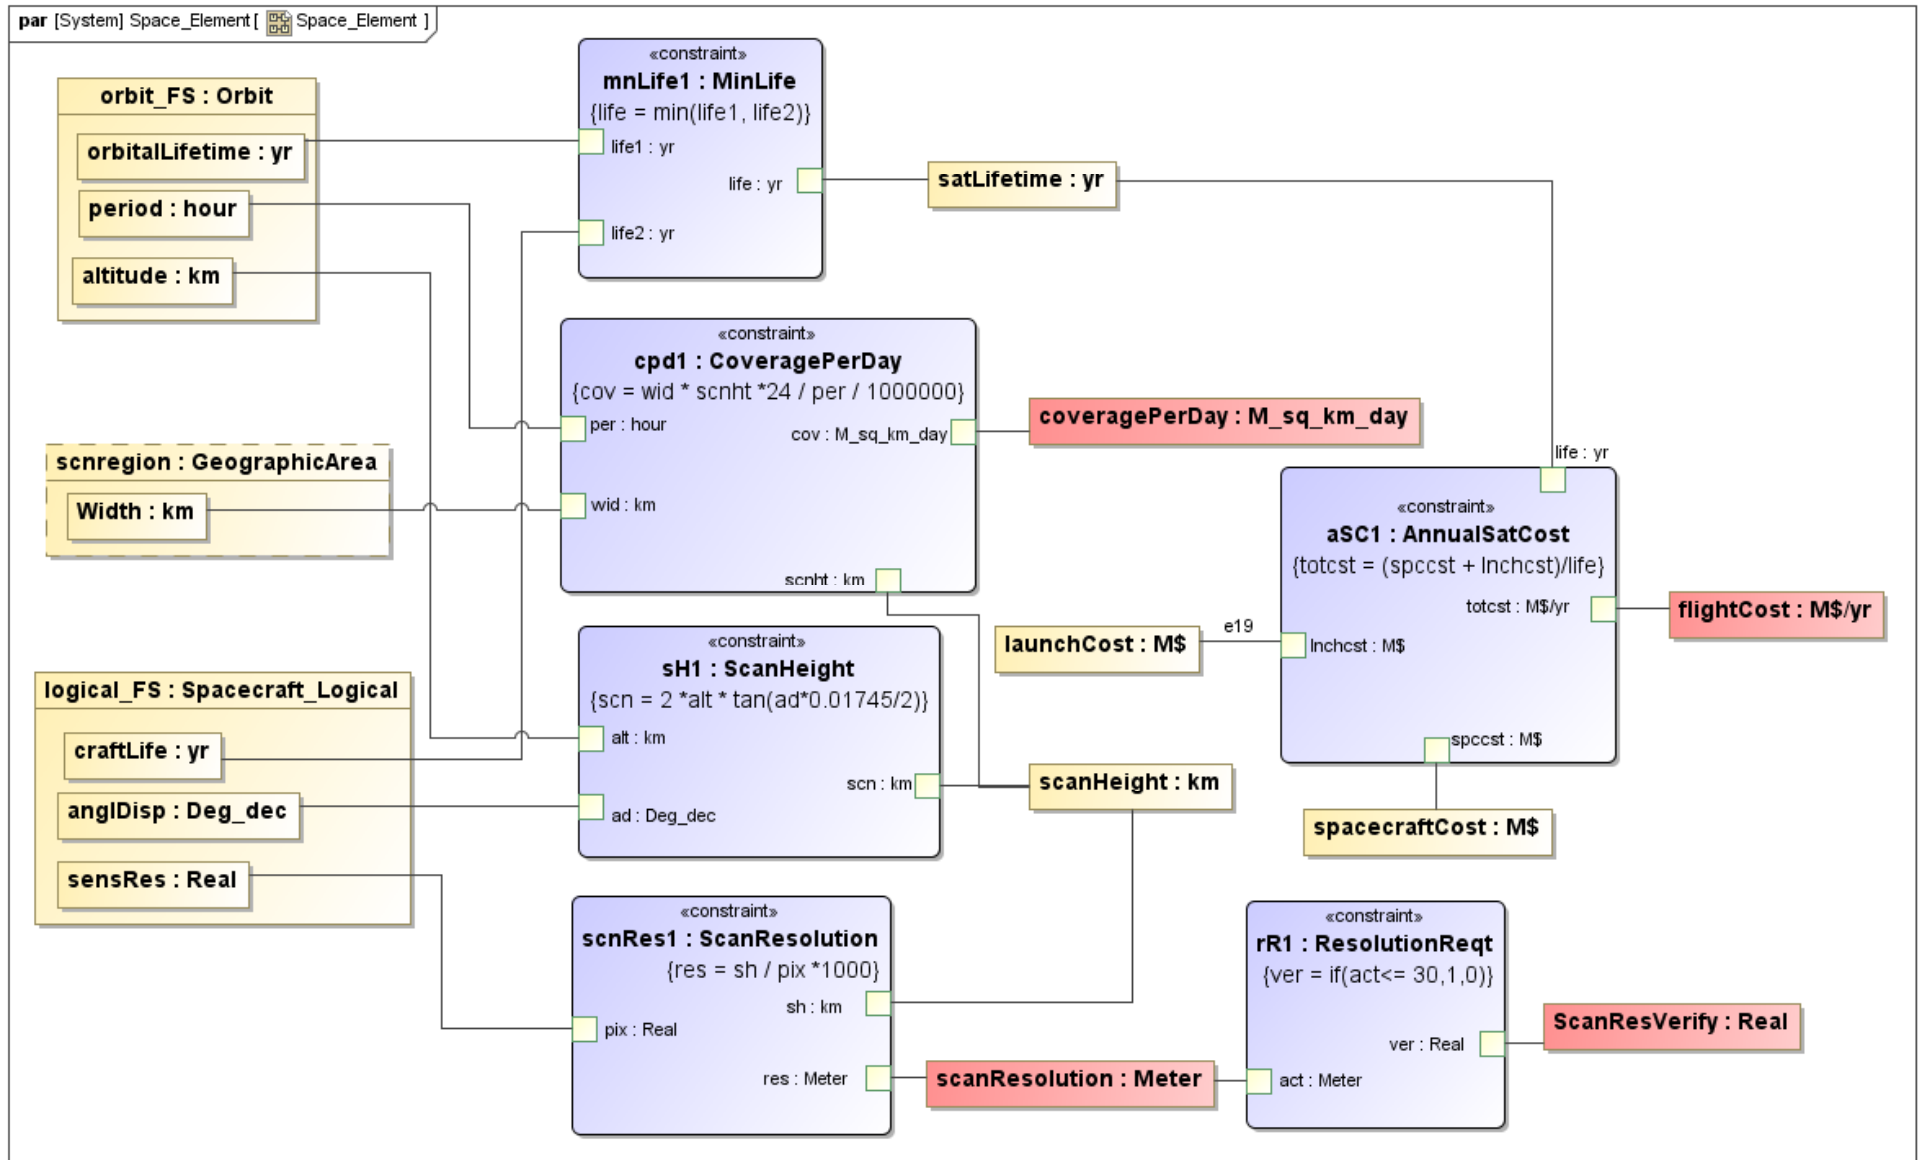 par [System] Space_Element [ Space_Element ]
orbit_FS : Orbit
orbitalLifetime : yr
period : hour
altitude : km
«constraint»
mnLife1 : MinLife
{life = min(life1, life2)}
life1 : yr
life : yr
life2 : yr
satLifetime : yr
«constraint»
cpd1 : CoveragePerDay
{cov = wid * scnht *24 / per / 1000000}
per : hour
cov : M_sq_km_day
wid : km
scnht : km
coveragePerDay : M_sq_km_day
scnregion : GeographicArea
Width : km
life : yr
«constraint»
aSC1 : AnnualSatCost
{totcst = (spccst + lnchcst)/life}
totcst : M$/yr
lnchcst : M$
spccst : M$
flightCost : M$/yr
launchCost : M$
e19
spacecraftCost : M$
«constraint»
sH1 : ScanHeight
{scn = 2 *alt * tan(ad*0.01745/2)}
alt : km
scn : km
ad : Deg_dec
scanHeight : km
logical_FS : Spacecraft_Logical
craftLife : yr
anglDisp : Deg_dec
sensRes : Real
«constraint»
scnRes1 : ScanResolution
{res = sh / pix *1000}
sh : km
pix : Real
res : Meter
scanResolution : Meter
«constraint»
rR1 : ResolutionReqt
{ver = if(act<= 30,1,0)}
ver : Real
act : Meter
ScanResVerify : Real